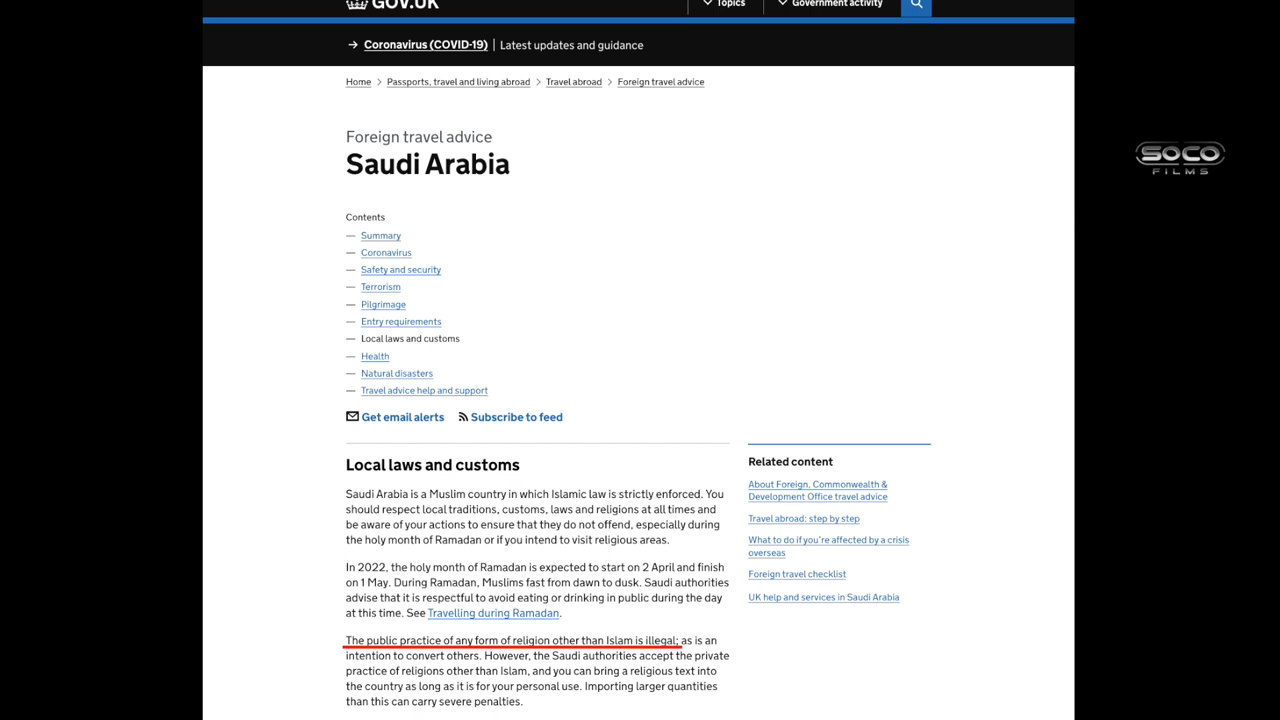 GOV.UK
Topics
Government activity
→ Coronavirus (COVID-19) | Latest updates and guidance
Home > Passports, travel and living abroad > Travel abroad > Foreign travel advice
SOCO
FILMS
Foreign travel advice
Saudi Arabia
Contents
— Summary
— Coronavirus
— Safety and security
— Terrorism
— Pilgrimage
— Entry requirements
— Local laws and customs
— Health
— Natural disasters
— Travel advice help and support
Get email alerts
Subscribe to feed
Local laws and customs
Saudi Arabia is a Muslim country in which Islamic law is strictly enforced. You
should respect local traditions, customs, laws and religions at all times and
be aware of your actions to ensure that they do not offend, especially during
the holy month of Ramadan or if you intend to visit religious areas.
In 2022, the holy month of Ramadan is expected to start on 2 April and finish
on 1 May. During Ramadan, Muslims fast from dawn to dusk. Saudi authorities
advise that it is respectful to avoid eating or drinking in public during the day
at this time. See Travelling during Ramadan.
The public practice of any form of religion other than Islam is illegal; as is an
intention to convert others. However, the Saudi authorities accept the private
practice of religions other than Islam, and you can bring a religious text into
the country as long as it is for your personal use. Importing larger quantities
than this can carry severe penalties.
Related content
About Foreign, Commonwealth &
Development Office travel advice
Travel abroad: step by step
What to do if you're affected by a crisis
overseas
Foreign travel checklist
UK help and services in Saudi Arabia